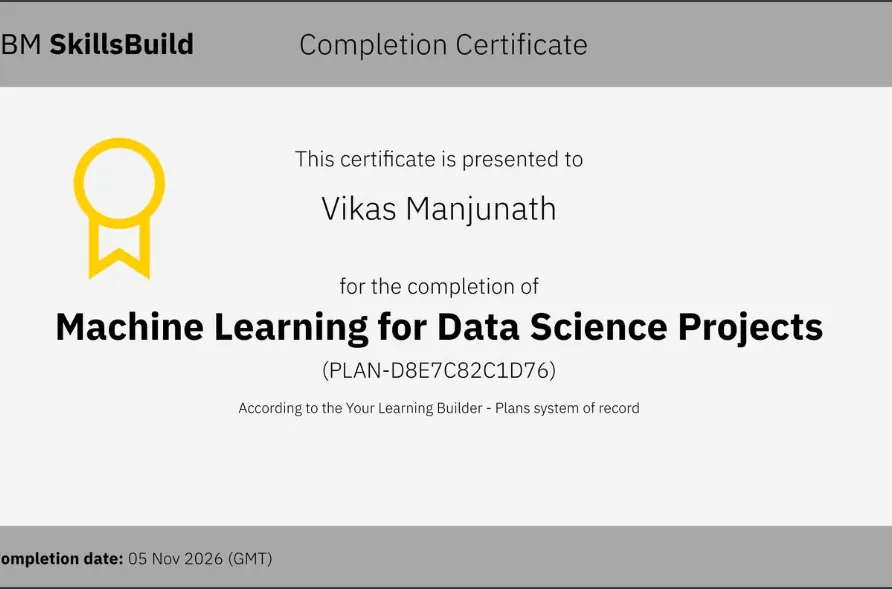 BM SkillsBuild
Completion Certificate
This certificate is presented to
Vikas Manjunath
for the completion of
Machine Learning for Data Science Projects
(PLAN-D8E7C82C1D76)
According to the Your Learning Builder - Plans system of record
ompletion date: 05 Nov 2026 (GMT)